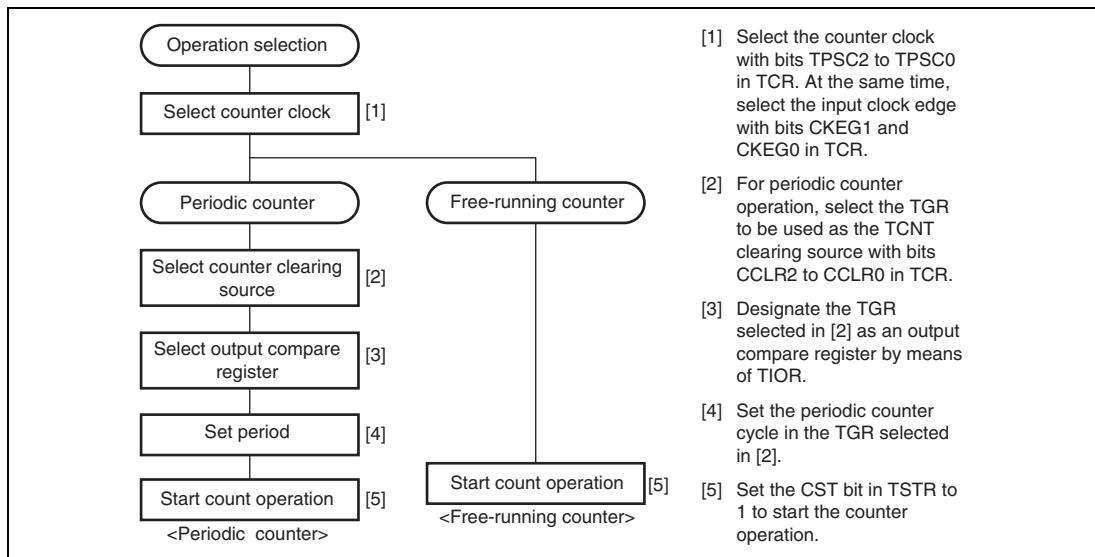 Operation selection
Select counter clock
[1]
Periodic counter
Free-running counter
Select counter clearing
source
[2]
Select output compare
register
[3]
Set period
[4]
Start count operation
[5]
<Periodic counter>
Start count operation
[5]
<Free-running counter>
[1] Select the counter clock
with bits TPSC2 to TPSC0
in TCR. At the same time,
select the input clock edge
with bits CKEG1 and
CKEG0 in TCR.
[2] For periodic counter
operation, select the TGR
to be used as the TCNT
clearing source with bits
CCLR2 to CCLR0 in TCR.
[3] Designate the TGR
selected in [2] as an output
compare register by means
of TIOR.
[4] Set the periodic counter
cycle in the TGR selected
in [2].
[5] Set the CST bit in TSTR to
1 to start the counter
operation.